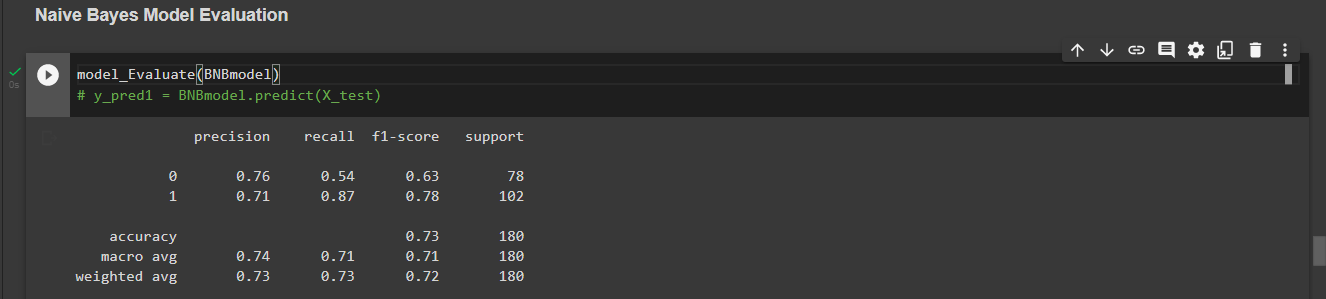 Naive Bayes Model Evaluation
model_Evaluate(BNBmodel)
0s
# y_pred1 = BNBmodel.predict(X_test)
precision recall f1-score support
0 0.76 0.54 0.63 78
1 0.71 0.87 0.78 102
accuracy 0.73 180
macro avg 0.74 0.71 0.71 180
weighted avg 0.73 0.73 0.72 180